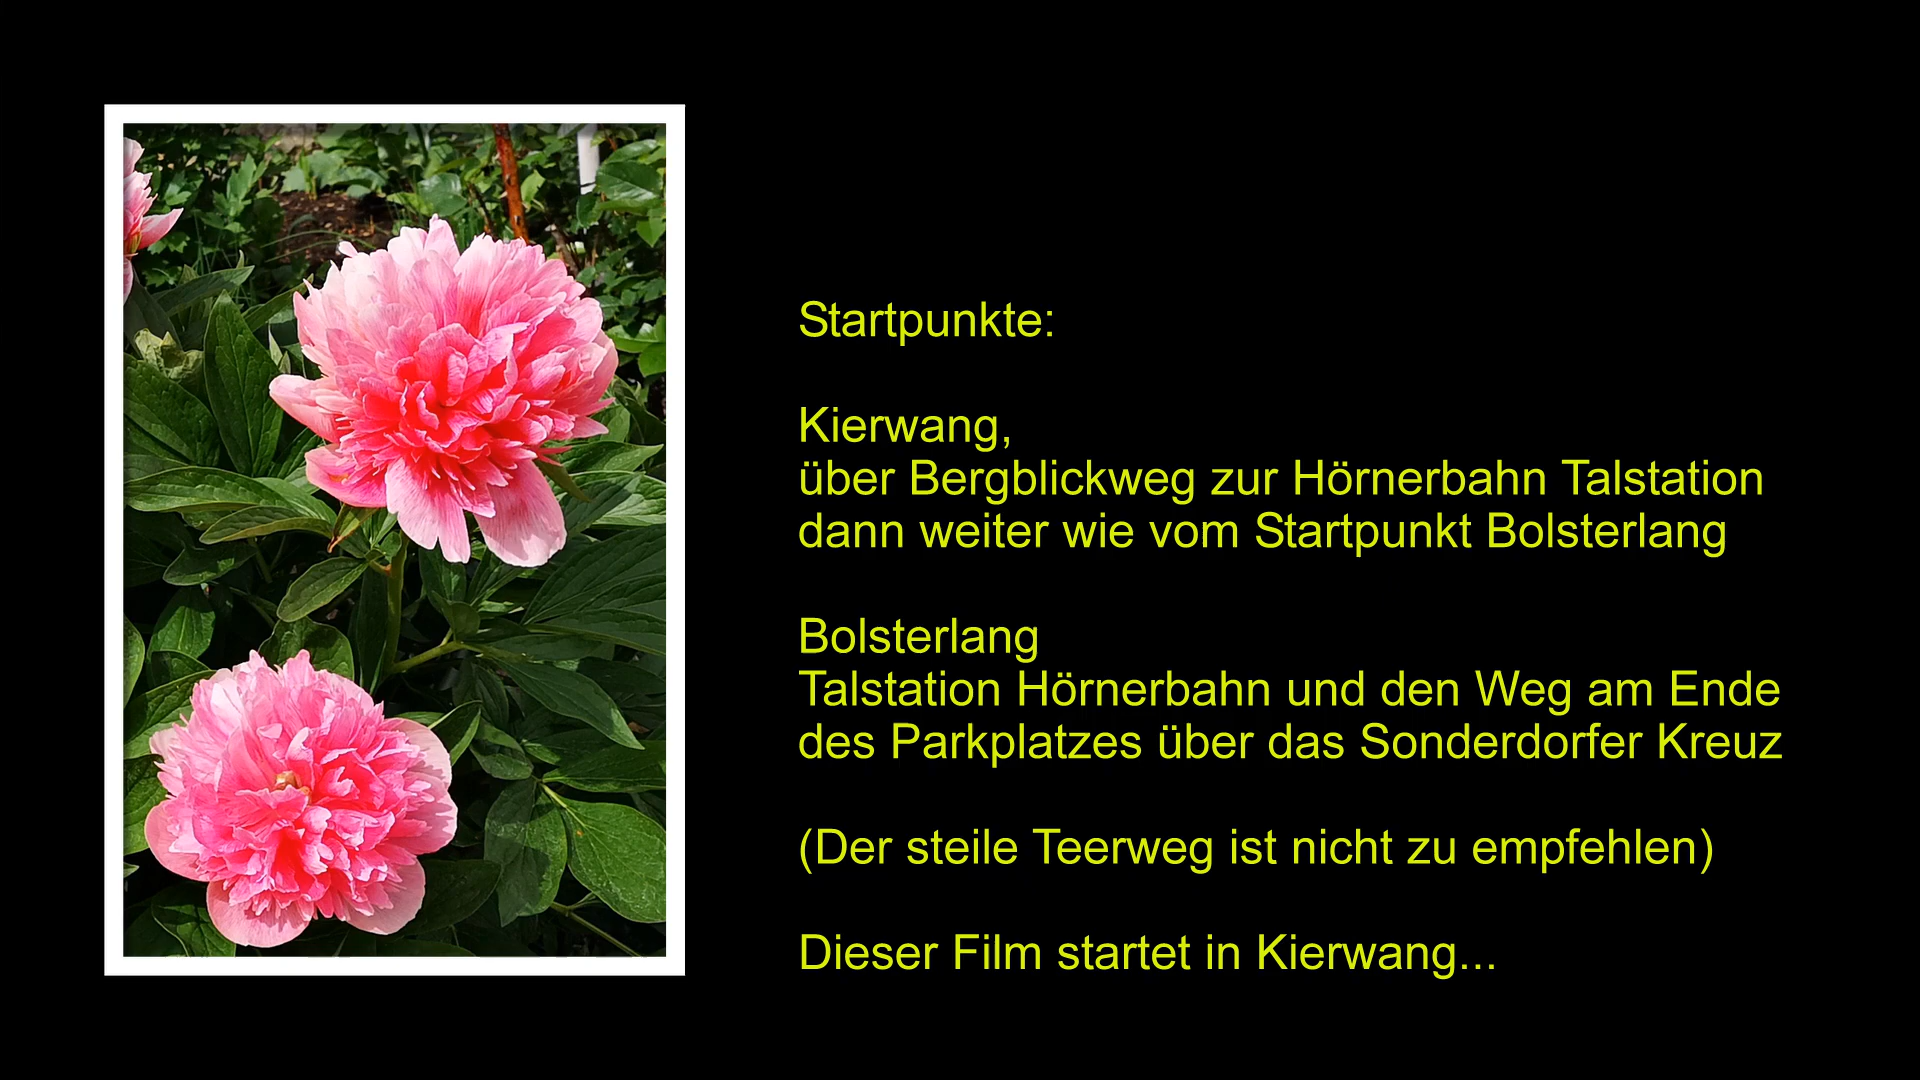 Startpunkte:
Kierwang,
über Bergblickweg zur Hörnerbahn Talstation
dann weiter wie vom Startpunkt Bolsterlang
Bolsterlang
Talstation Hörnerbahn und den Weg am Ende
des Parkplatzes über das Sonderdorfer Kreuz
(Der steile Teerweg ist nicht zu empfehlen)
Dieser Film startet in Kierwang...